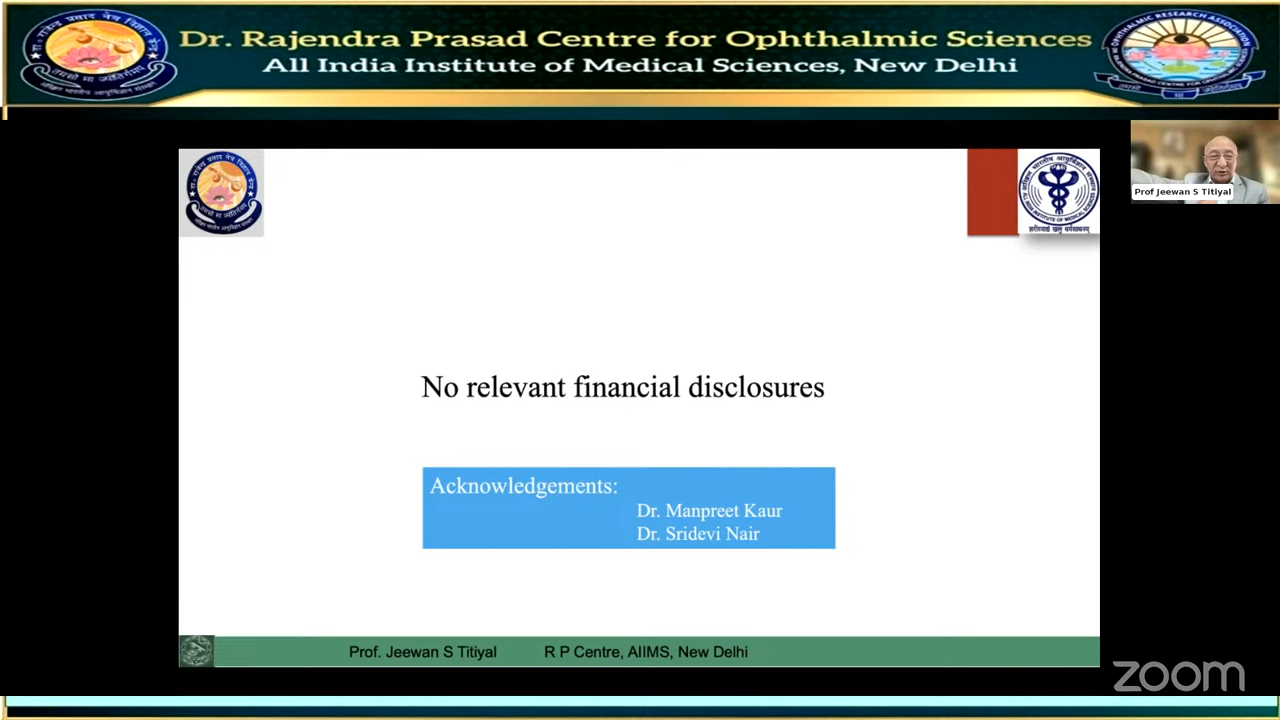 Dr. Rajendra Prasad Centre for Ophthalmic Sciences
All India Institute of Medical Sciences, New Delhi
Prof Jeewan S Titiyal
No relevant financial disclosures
Acknowledgements:
Dr. Manpreet Kaur
Dr. Sridevi Nair
Prof. Jeewan S Titiyal R P Centre, AIIMS, New Delhi
zoom